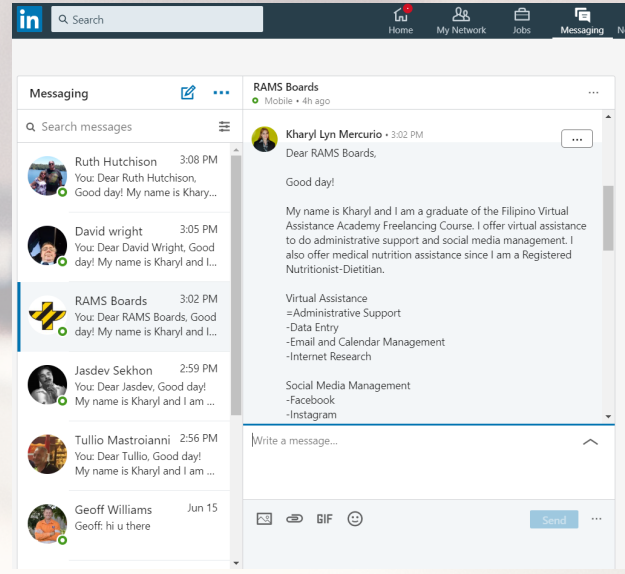 in
Search
Home
My Network
Jobs
Messaging
Messaging
...
RAMS Boards
Mobile • 4h ago
...
Search messages
Ruth Hutchison 3:08 PM
You: Dear Ruth Hutchison,
Good day! My name is Khary...
David wright 3:05 PM
You: Dear David Wright, Good
day! My name is Kharyl and I...
RAMS Boards 3:02 PM
You: Dear RAMS Boards, Good
day! My name is Kharyl and I...
Jasdev Sekhon 2:59 PM
You: Dear Jasdev, Good day!
My name is Kharyl and I am ...
Tullio Mastroianni 2:56 PM
You: Dear Tullio, Good day!
My name is Kharyl and I am ...
Geoff Williams Jun 15
Geoff: hi u there
Kharyl Lyn Mercurio • 3:02 PM
...
Dear RAMS Boards,
Good day!
My name is Kharyl and I am a graduate of the Filipino Virtual
Assistance Academy Freelancing Course. I offer virtual assistance
to do administrative support and social media management. I
also offer medical nutrition assistance since I am a Registered
Nutritionist-Dietitian.
Virtual Assistance
=Administrative Support
-Data Entry
-Email and Calendar Management
-Internet Research
Social Media Management
-Facebook
-Instagram
Write a message...
GIF
Send
...